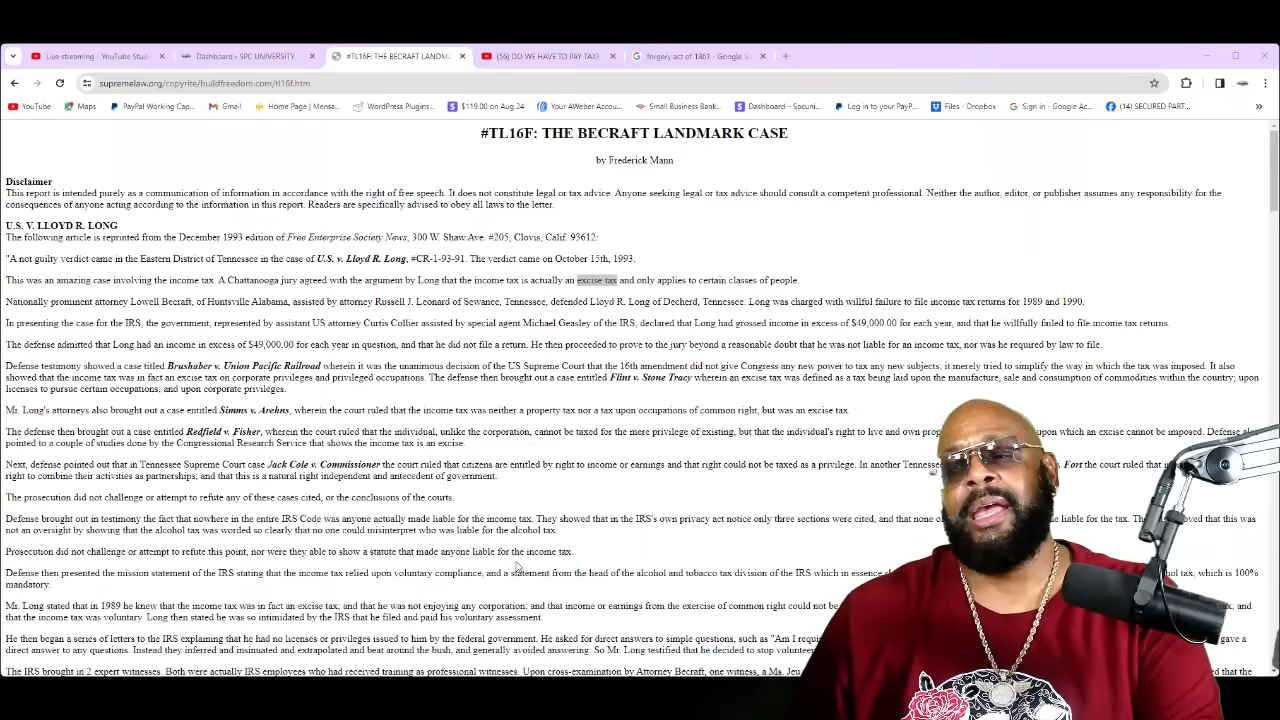 Live streaming - YouTube Stud
Dashboard ‹ SPC UNIVERSITY
#TL16F: THE BECRAFT LANDMA
(56) DO WE HAVE TO PAY TAXE
forgery act of 1861 - Google S
supremelaw.org/copyrite/buildfreedom.com/tl16f.htm
YouTube
Maps
PayPal Working Cap...
Gmail
Home Page | Mensa...
WordPress Plugins...
$119.00 on Aug 24
Your AWeber Accou...
Small Business Bank...
Dashboard – Spcuni...
Log in to your PayP...
Files - Dropbox
Sign in - Google Ac...
(14) SECURED PART...
#TL16F: THE BECRAFT LANDMARK CASE
by Frederick Mann
Disclaimer
This report is intended purely as a communication of information in accordance with the right of free speech. It does not constitute legal or tax advice. Anyone seeking legal or tax advice should consult a competent professional. Neither the author, editor, or publisher assumes any responsibility for the
consequences of anyone acting according to the information in this report. Readers are specifically advised to obey all laws to the letter.
U.S. V. LLOYD R. LONG
The following article is reprinted from the December 1993 edition of Free Enterprise Society News, 300 W. Shaw Ave. #205, Clovis, Calif. 93612:
"A not guilty verdict came in the Eastern District of Tennessee in the case of U.S. v. Lloyd R. Long, #CR-1-93-91. The verdict came on October 15th, 1993.
This was an amazing case involving the income tax. A Chattanooga jury agreed with the argument by Long that the income tax is actually an excise tax and only applies to certain classes of people.
Nationally prominent attorney Lowell Becraft, of Huntsville Alabama, assisted by attorney Russell J. Leonard of Sewanee, Tennessee, defended Lloyd R. Long of Decherd, Tennessee. Long was charged with willful failure to file income tax returns for 1989 and 1990.
In presenting the case for the IRS, the government, represented by assistant US attorney Curtis Collier assisted by special agent Michael Geasley of the IRS, declared that Long had grossed income in excess of $49,000.00 for each year, and that he willfully failed to file income tax returns.
The defense admitted that Long had an income in excess of $49,000.00 for each year in question, and that he did not file a return. He then proceeded to prove to the jury beyond a reasonable doubt that he was not liable for an income tax, nor was he required by law to file.
Defense testimony showed a case titled Brushaber v. Union Pacific Railroad wherein it was the unanimous decision of the US Supreme Court that the 16th amendment did not give Congress any new power to tax any new subjects; it merely tried to simplify the way in which the tax was imposed. It also
showed that the income tax was in fact an excise tax on corporate privileges and privileged occupations. The defense then brought out a case entitled Flint v. Stone Tracy wherein an excise tax was defined as a tax being laid upon the manufacture, sale and consumption of commodities within the country; upon
licenses to pursue certain occupations; and upon corporate privileges.
Mr. Long's attorneys also brought out a case entitled Simms v. Arehns, wherein the court ruled that the income tax was neither a property tax nor a tax upon occupations of common right, but was an excise tax.
The defense then brought out a case entitled Redfield v. Fisher, wherein the court ruled that the individual, unlike the corporation, cannot be taxed for the mere privilege of existing, but that the individual's right to live and own prop upon which an excise cannot be imposed. Defense al
pointed to a couple of studies done by the Congressional Research Service that shows the income tax is an excise.
Next, defense pointed out that in Tennessee Supreme Court case Jack Cole v. Commissioner the court ruled that citizens are entitled by right to income or earnings and that right could not be taxed as a privilege. In another Tennesse v. Fort the court ruled that
right to combine their activities as partnerships; and that this is a natural right independent and antecedent of government.
The prosecution did not challenge or attempt to refute any of these cases cited, or the conclusions of the courts.
Defense brought out in testimony the fact that nowhere in the entire IRS Code was anyone actually made liable for the income tax. They showed that in the IRS's own privacy act notice only three sections were cited, and that none o liable for the tax. that this was
not an oversight by showing that the alcohol tax was worded so clearly that no one could misinterpret who was liable for the alcohol tax.
Prosecution did not challenge or attempt to refute this point, nor were they able to show a statute that made anyone liable for the income tax.
Defense then presented the mission statement of the IRS stating that the income tax relied upon voluntary compliance, and a statement from the head of the alcohol and tobacco tax division of the IRS which in essence tax, which is 100%
mandatory.
Mr. Long stated that in 1989 he knew that the income tax was in fact an excise tax; and that he was not enjoying any corporation; and that income or earnings from the exercise of common right could not be and
that the income tax was voluntary. Long then stated he was so intimidated by the IRS that he filed and paid his voluntary assessment.
He then began a series of letters to the IRS explaining that he had no licenses or privileges issued to him by the federal government. He asked for direct answers to simple questions, such as "Am I requi gave a
direct answer to any questions. Instead they inferred and insinuated and extrapolated and beat around the bush, and generally avoided answering. So Mr. Long testified that he decided to stop volunte
The IRS brought in 2 expert witnesses. Both were actually IRS employees who had received training as professional witnesses. Upon cross-examination by Attorney Becraft, one witness, a Ms. Jeu that the